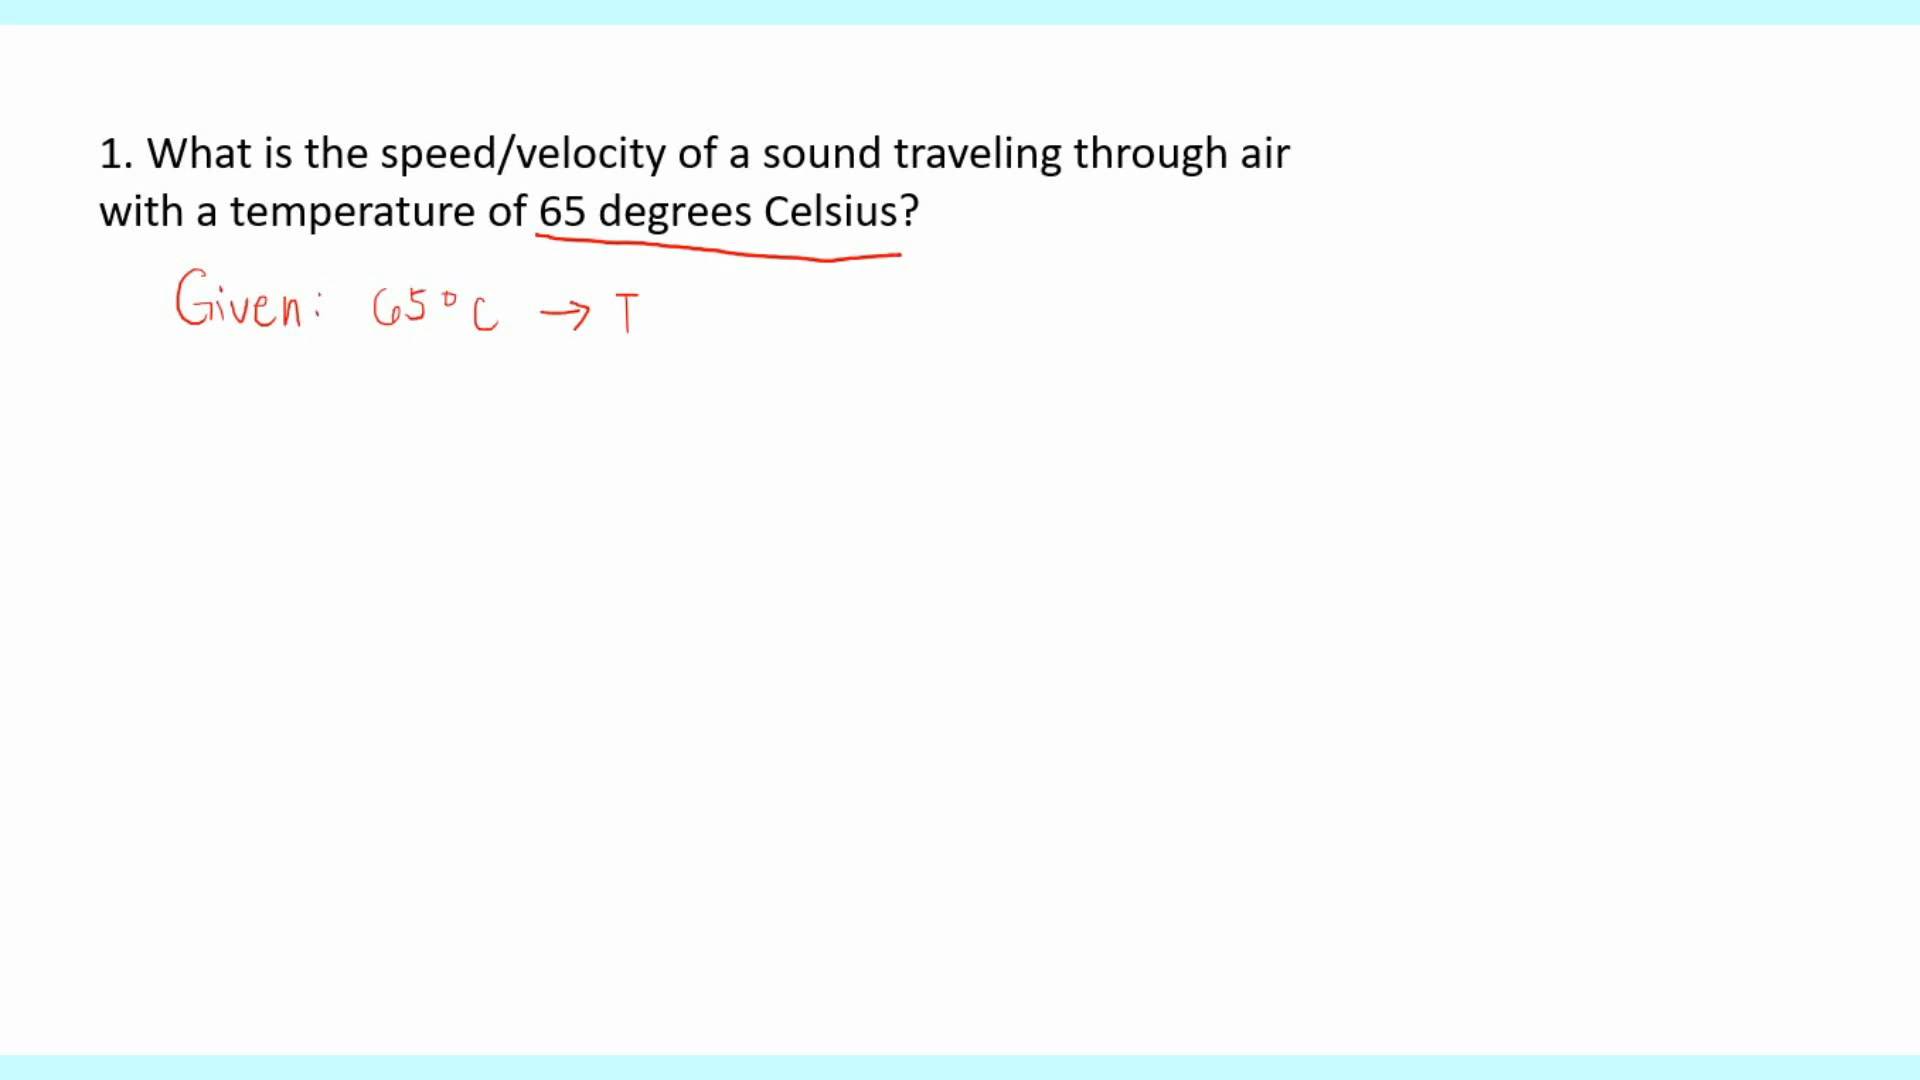 1. What is the speed/velocity of a sound traveling through air
with a temperature of 65 degrees Celsius?
Given: 65° C → T